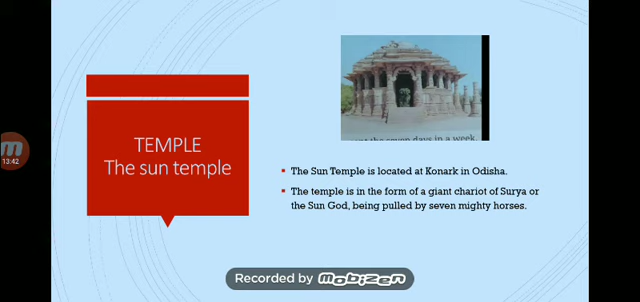 13:42
TEMPLE
The sun temple
the seven days in a week.
▪ The Sun Temple is located at Konark in Odisha.
▪ The temple is in the form of a giant chariot of Surya or
the Sun God, being pulled by seven mighty horses.
Recorded by mobizen